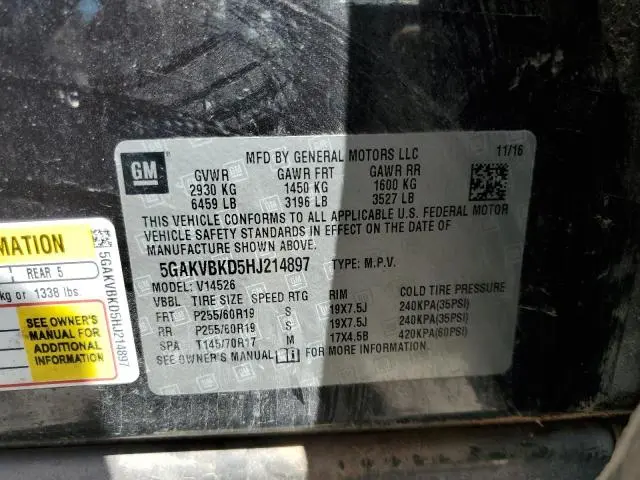 GM
MFD BY GENERAL MOTORS LLC 11/16
GVWR GAWR FRT GAWR RR
2930 KG 1450 KG 1600 KG
6459 LB 3196 LB 3527 LB
THIS VEHICLE CONFORMS TO ALL APPLICABLE U.S. FEDERAL MOTOR
VEHICLE SAFETY STANDARDS IN EFFECT ON THE DATE OF
MANUFACTURE SHOWN ABOVE.
5GAKVBKD5HJ214897 TYPE: M.P.V.
MODEL: V14526
VBBL TIRE SIZE SPEED RTG RIM COLD TIRE PRESSURE
FRT P255/60R19 S 19X7.5J 240KPA(35PSI)
RR P255/60R19 S 19X7.5J 240KPA(35PSI)
SPA T145/70R17 M 17X4.5B 420KPA(60PSI)
SEE OWNER'S MANUAL FOR MORE INFORMATION.
MATION
REAR 5
kg or 1338 lbs.
SEE OWNER'S
MANUAL FOR
ADDITIONAL
INFORMATION
5GAKVBKD5HJ214897